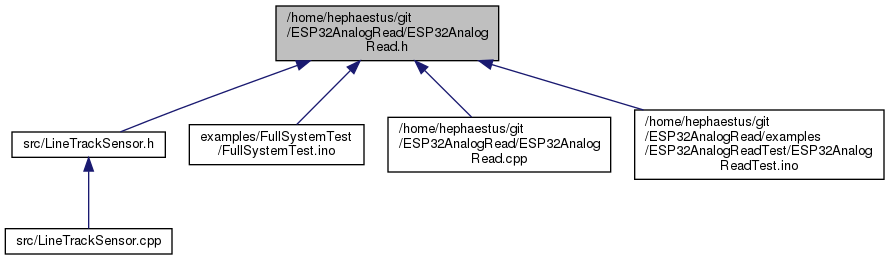 /home/hephaestus/git
/ESP32AnalogRead/ESP32Analog
Read.h
src/LineTrackSensor.h
examples/FullSystemTest
/FullSystemTest.ino
/home/hephaestus/git
/ESP32AnalogRead/ESP32Analog
Read.cpp
/home/hephaestus/git
/ESP32AnalogRead/examples
/ESP32AnalogReadTest/ESP32Analog
ReadTest.ino
src/LineTrackSensor.cpp